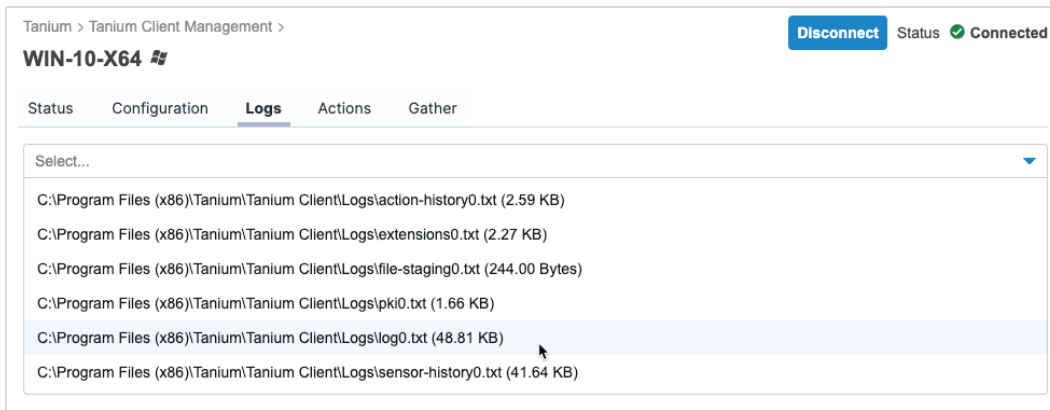 Tanium > Tanium Client Management >
Disconnect Status Connected
WIN-10-X64
Status Configuration Logs Actions Gather
Select...
C:\Program Files (x86)\Tanium\Tanium Client\Logs\action-history0.txt (2.59 KB)
C:\Program Files (x86)\Tanium\Tanium Client\Logs\extensions0.txt (2.27 KB)
C:\Program Files (x86)\Tanium\Tanium Client\Logs\file-staging0.txt (244.00 Bytes)
C:\Program Files (x86)\Tanium\Tanium Client\Logs\pki0.txt (1.66 KB)
C:\Program Files (x86)\Tanium\Tanium Client\Logs\log0.txt (48.81 KB)
C:\Program Files (x86)\Tanium\Tanium Client\Logs\sensor-history0.txt (41.64 KB)